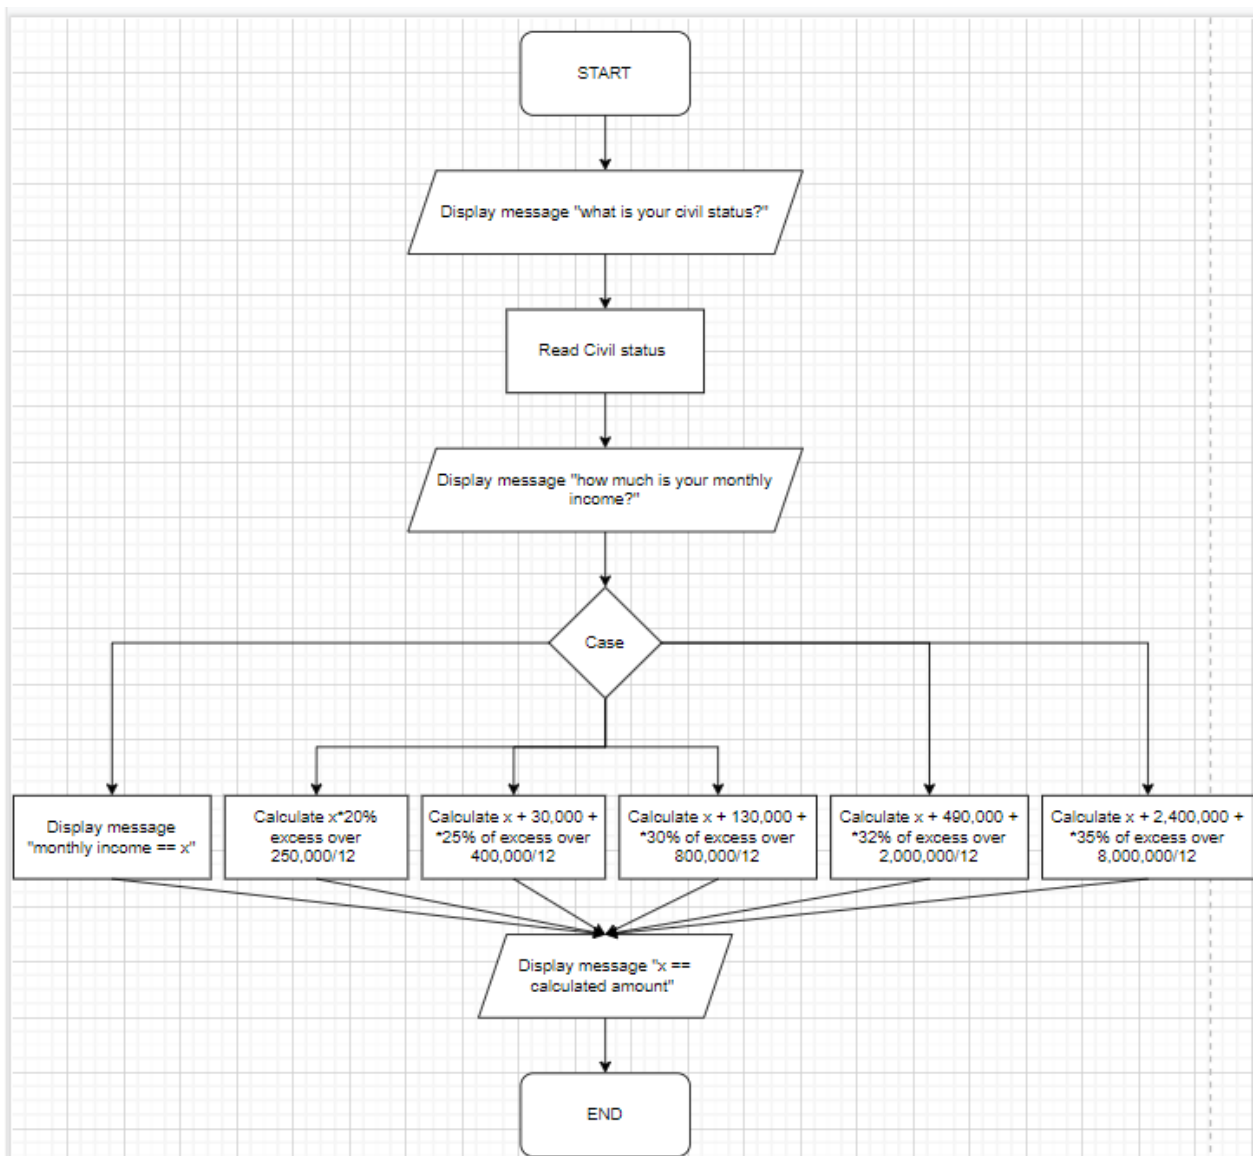 START
Display message "what is your civil status?"
Read Civil status
Display message "how much is your monthly
income?"
Case
Display message
"monthly income == x"
Calculate x*20%
excess over
250,000/12
Calculate x + 30,000 +
*25% of excess over
400,000/12
Calculate x + 130,000 +
*30% of excess over
800,000/12
Calculate x + 490,000 +
*32% of excess over
2,000,000/12
Calculate x + 2,400,000 +
*35% of excess over
8,000,000/12
Display message "x ==
calculated amount"
END